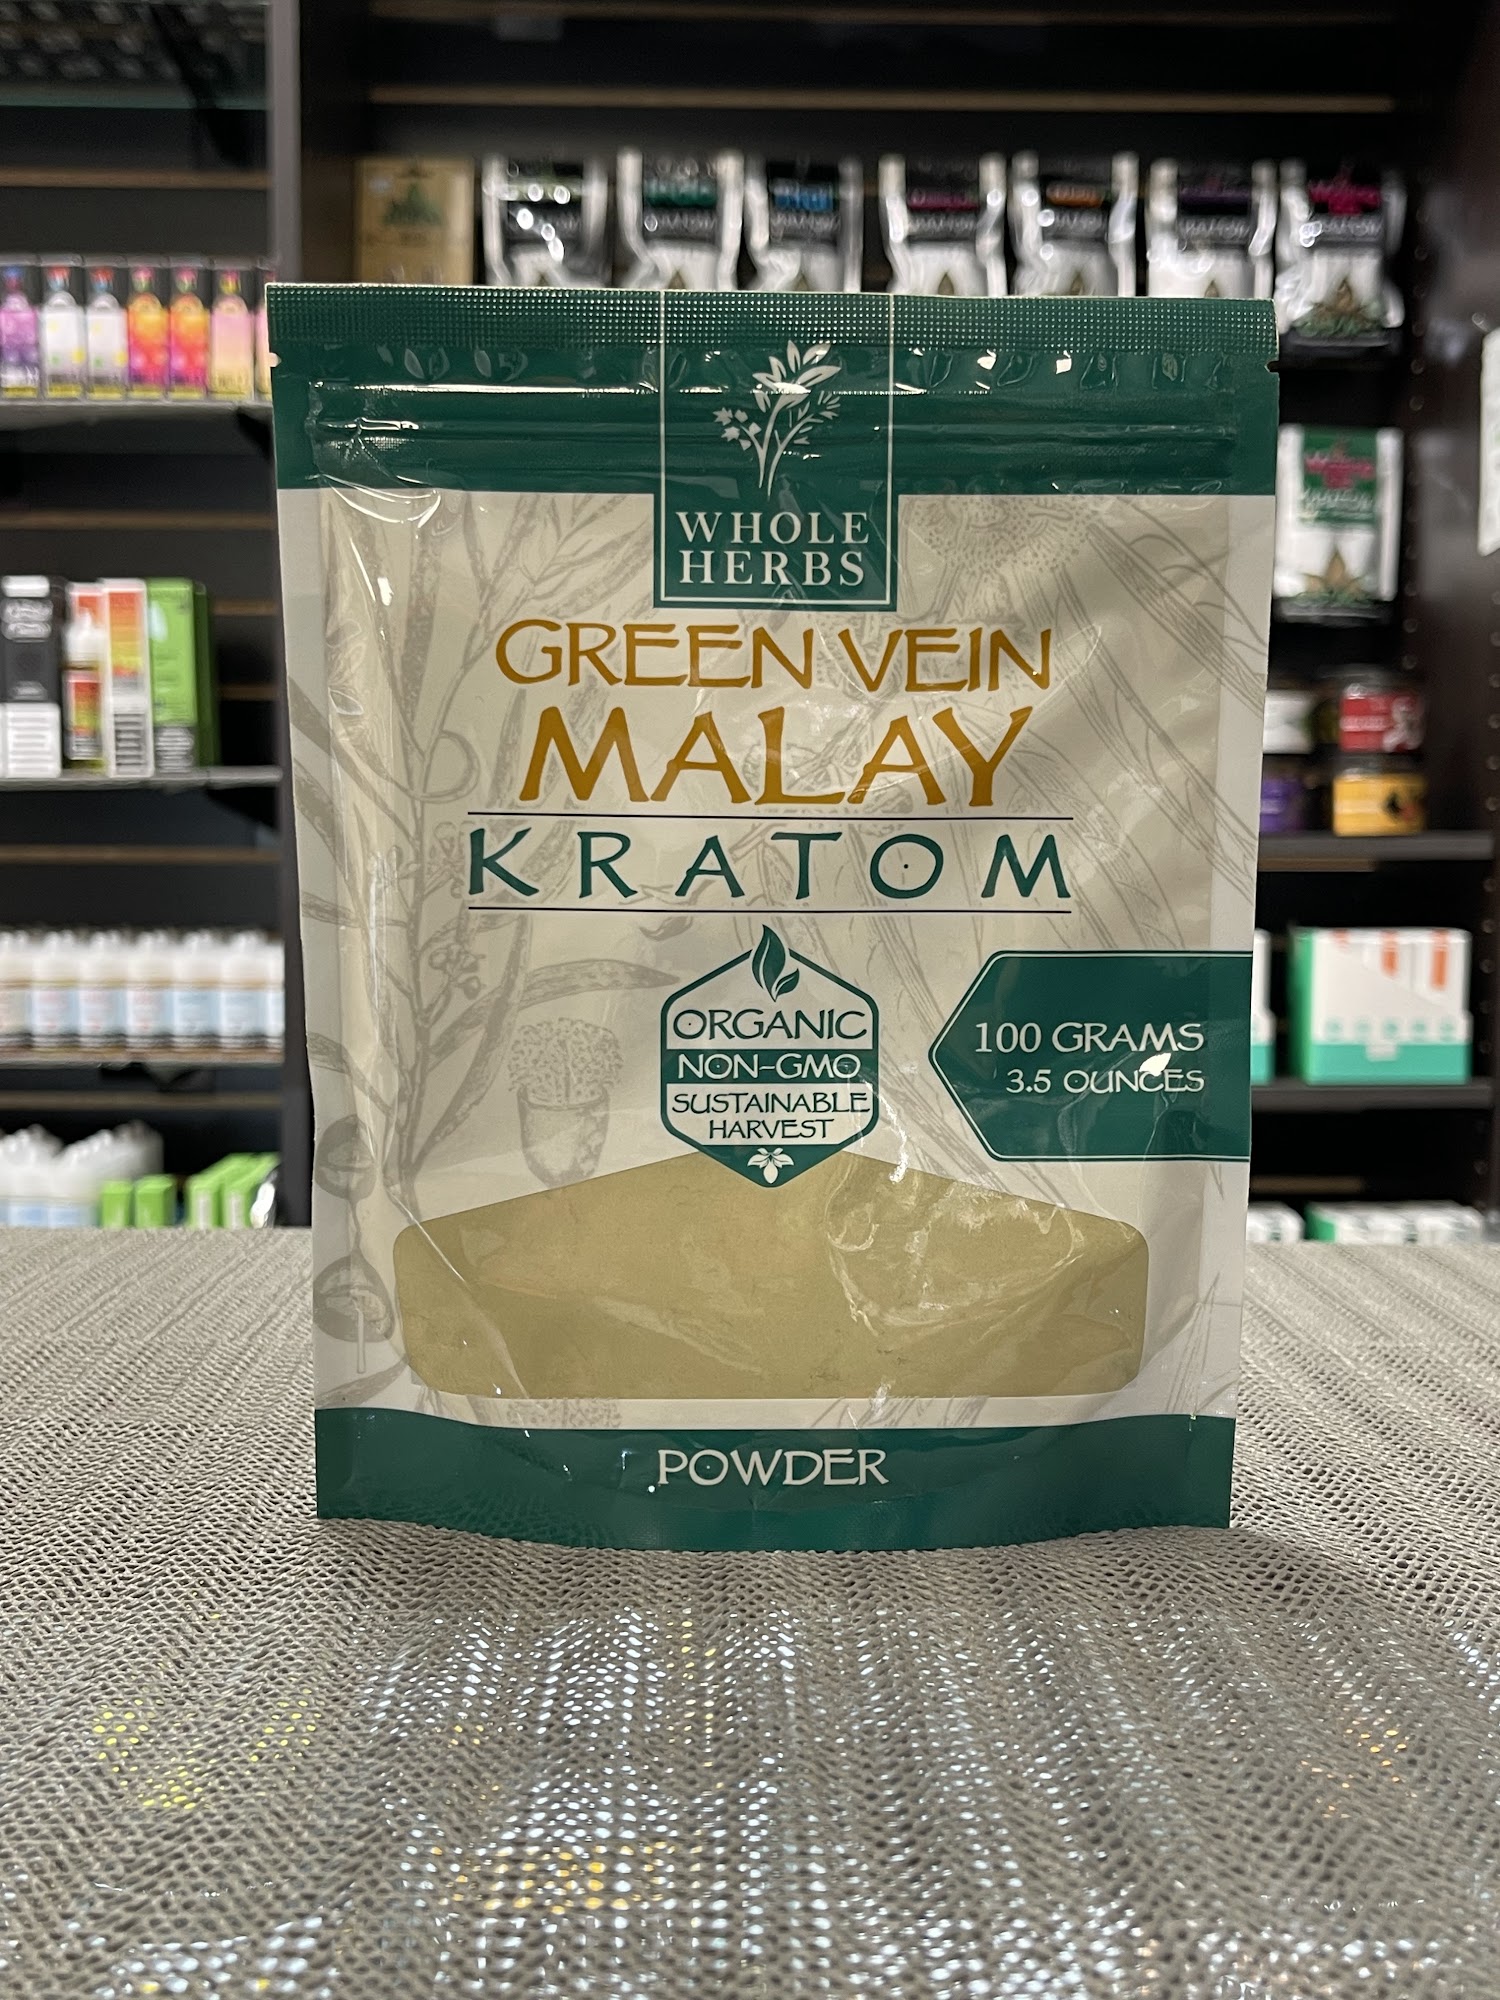 WHOLE
HERBS
GREEN VEIN
MALAY
KRATOM
ORGANIC
NON-GMO
SUSTAINABLE
HARVEST
100 GRAMS
3.5 OUNCES
POWDER